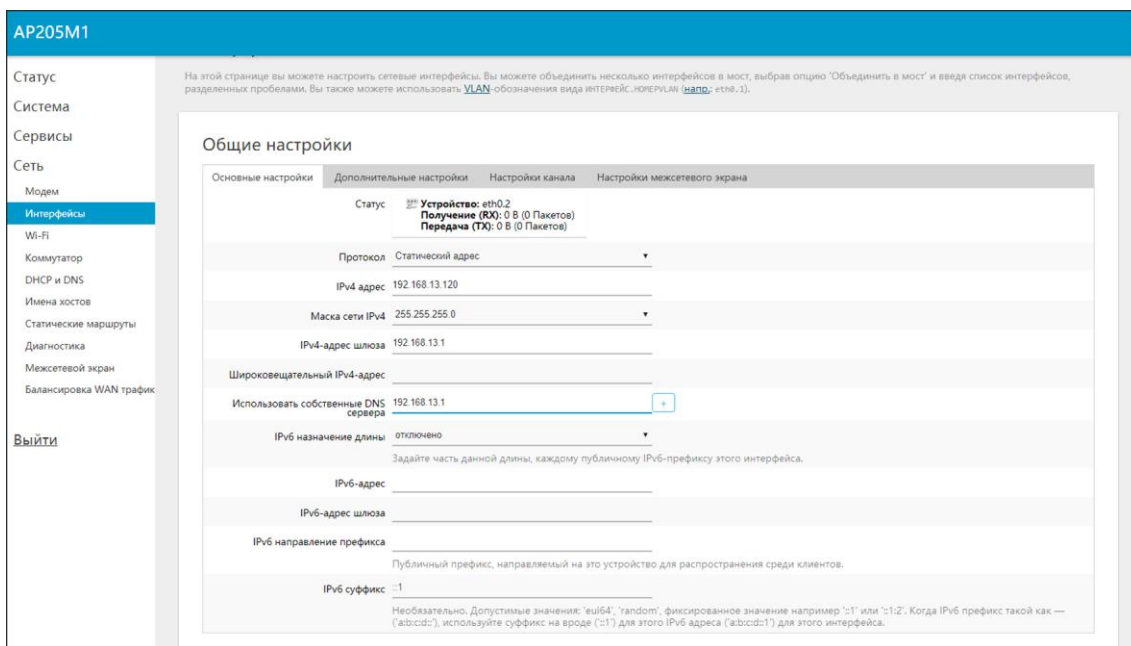 AP205M1
Статус
Система
Сервисы
Сеть
Модем
Интерфейсы
Wi-Fi
Коммутатор
DHCP и DNS
Имена хостов
Статические маршруты
Диагностика
Межсетевой экран
Балансировка WAN трафик
Выйти
На этой странице вы можете настроить сетевые интерфейсы. Вы можете объединить несколько интерфейсов в мост, выбрав опцию 'Объединить в мост' и введя список интерфейсов,
разделенных пробелами. Вы также можете использовать VLAN-обозначения вида ИНТЕРФЕЙС.НОМЕРVLAN (напр.: eth0.1).
Общие настройки
Основные настройки Дополнительные настройки Настройки канала Настройки межсетевого экрана
Статус Устройство: eth0.2
Получение (RX): 0 B (0 Пакетов)
Передача (TX): 0 B (0 Пакетов)
Протокол Статический адрес
IPv4 адрес 192.168.13.120
Маска сети IPv4 255.255.255.0
IPv4-адрес шлюза 192.168.13.1
Широковещательный IPv4-адрес
Использовать собственные DNS 192.168.13.1 +
сервера
IPv6 назначение длины отключено
Задайте часть данной длины, каждому публичному IPv6-префиксу этого интерфейса.
IPv6-адрес
IPv6-адрес шлюза
IPv6 направление префикса
Публичный префикс, направляемый на это устройство для распространения среди клиентов.
IPv6 суффикс ::1
Необязательно. Допустимые значения: 'eui64', 'random', фиксированное значение например '::1' или '::1:2'. Когда IPv6 префикс такой как —
('a:b:c:d::'), используйте суффикс на вроде ('::1') для этого IPv6 адреса ('a:b:c:d::1') для этого интерфейса.